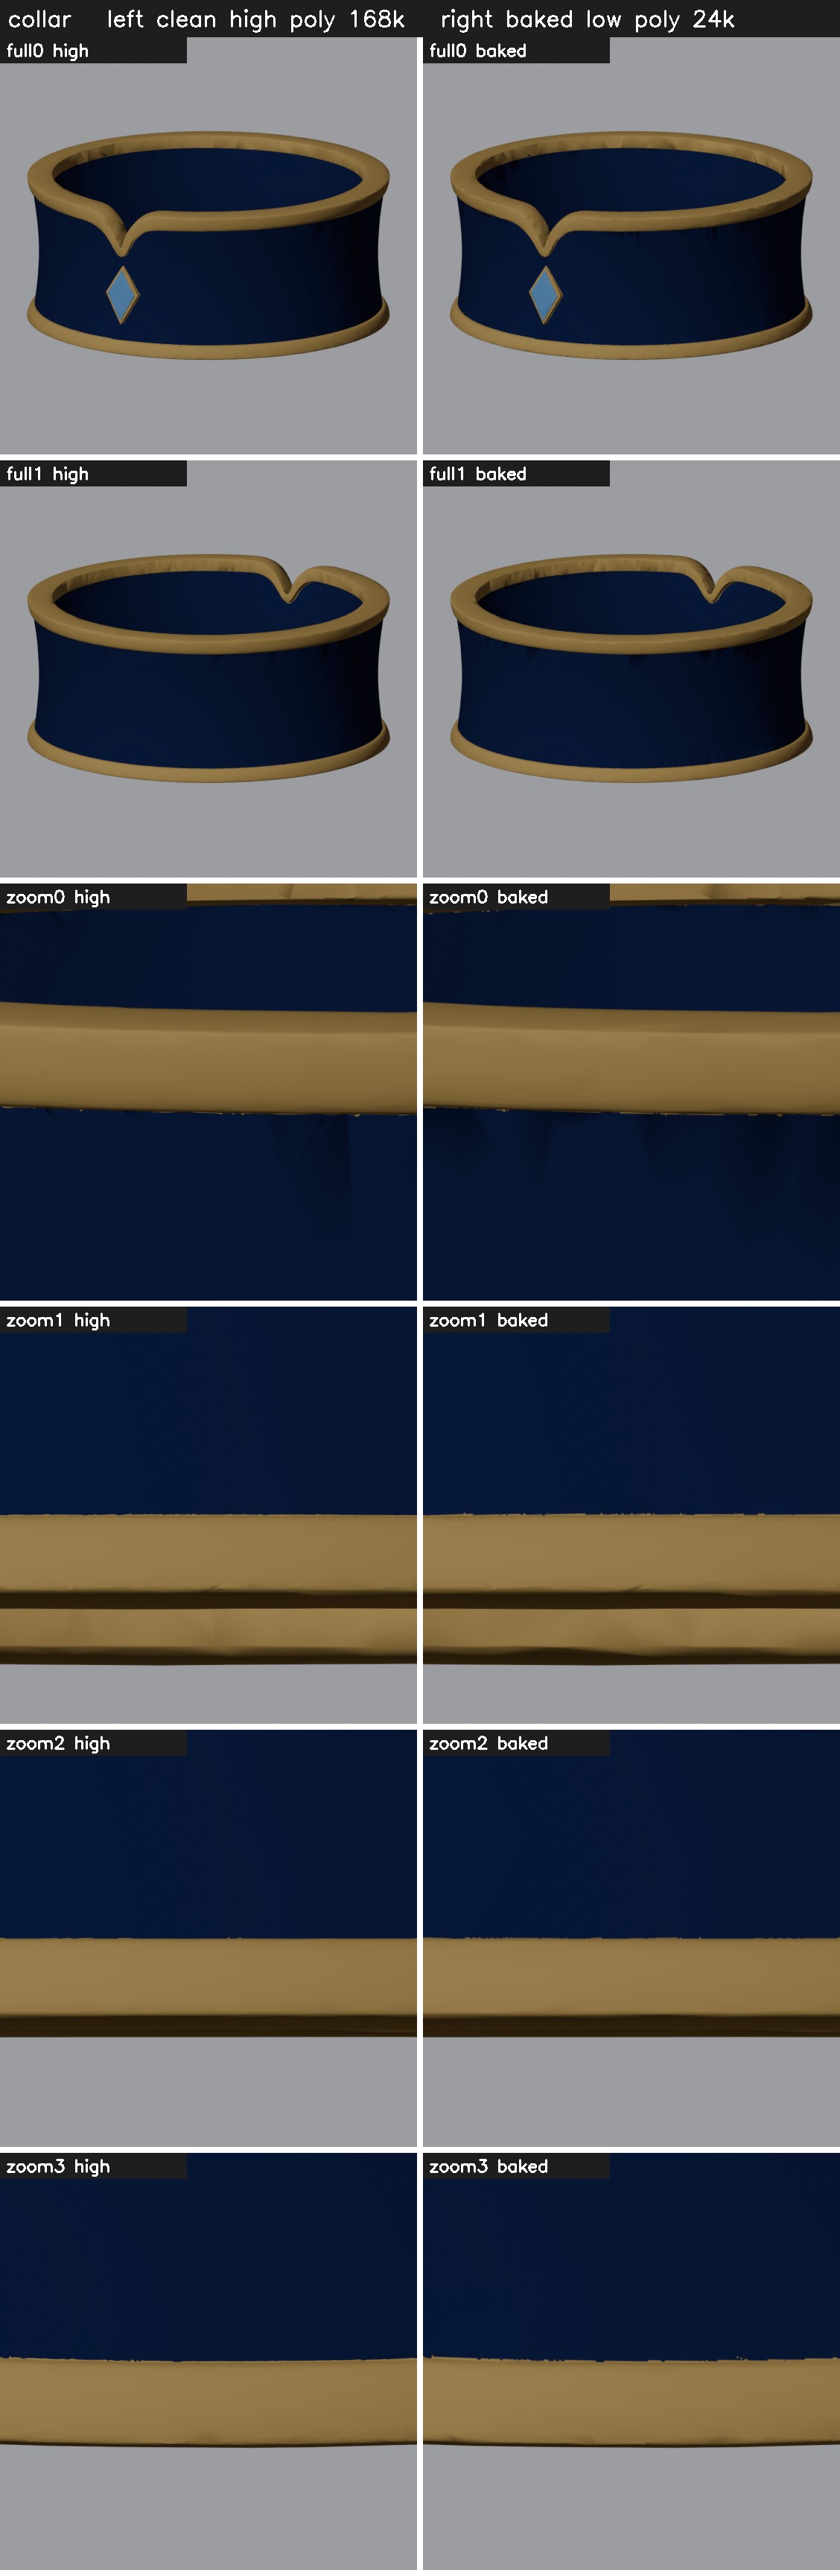 collar left clean high poly 168k right baked low poly 24k
full0 high full0 baked
full1 high full1 baked
zoom0 high zoom0 baked
zoom1 high zoom1 baked
zoom2 high zoom2 baked
zoom3 high zoom3 baked